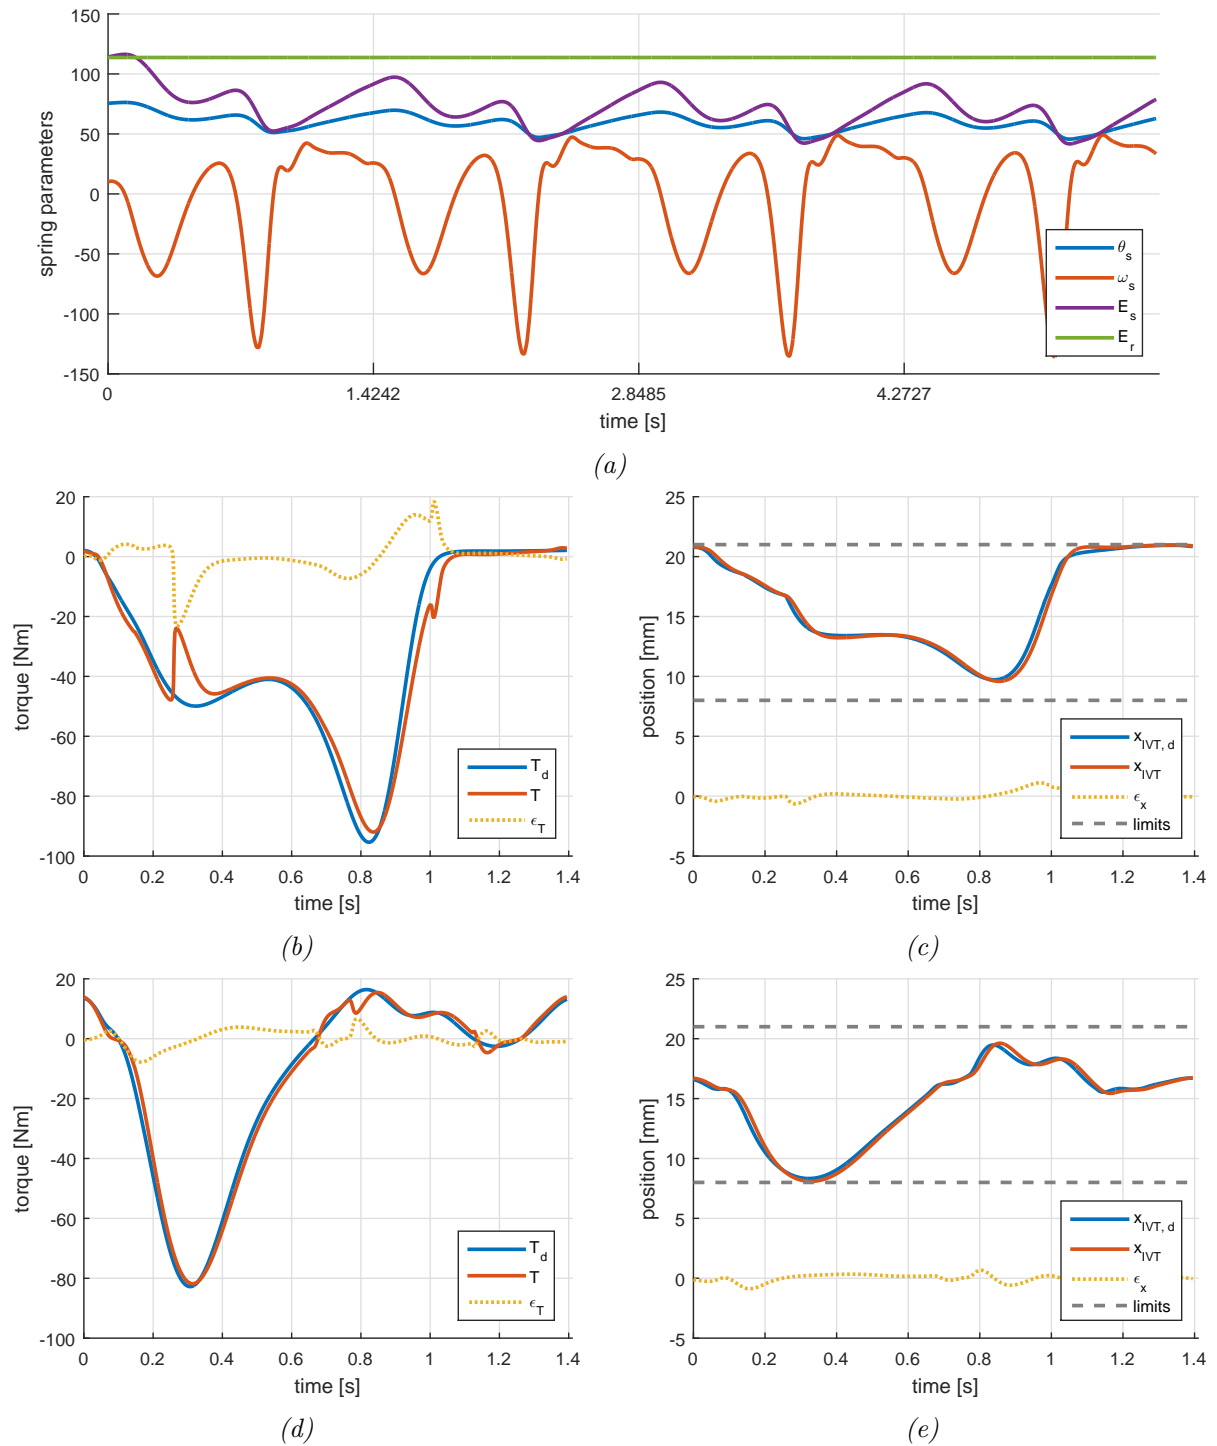 150
100
50
0
-50
-100
-150
spring parameters
0 1.4242 2.8485 4.2727
time [s]
θs
ωs
Es
Er
(a)
20
0
-20
-40
-60
-80
-100
torque [Nm]
0 0.2 0.4 0.6 0.8 1 1.2 1.4
time [s]
Td
T
ϵT
(b)
25
20
15
10
5
0
-5
position [mm]
0 0.2 0.4 0.6 0.8 1 1.2 1.4
time [s]
xIVT, d
xIVT
ϵx
limits
(c)
20
0
-20
-40
-60
-80
-100
torque [Nm]
0 0.2 0.4 0.6 0.8 1 1.2 1.4
time [s]
Td
T
ϵT
(d)
25
20
15
10
5
0
-5
position [mm]
0 0.2 0.4 0.6 0.8 1 1.2 1.4
time [s]
xIVT, d
xIVT
ϵx
limits
(e)